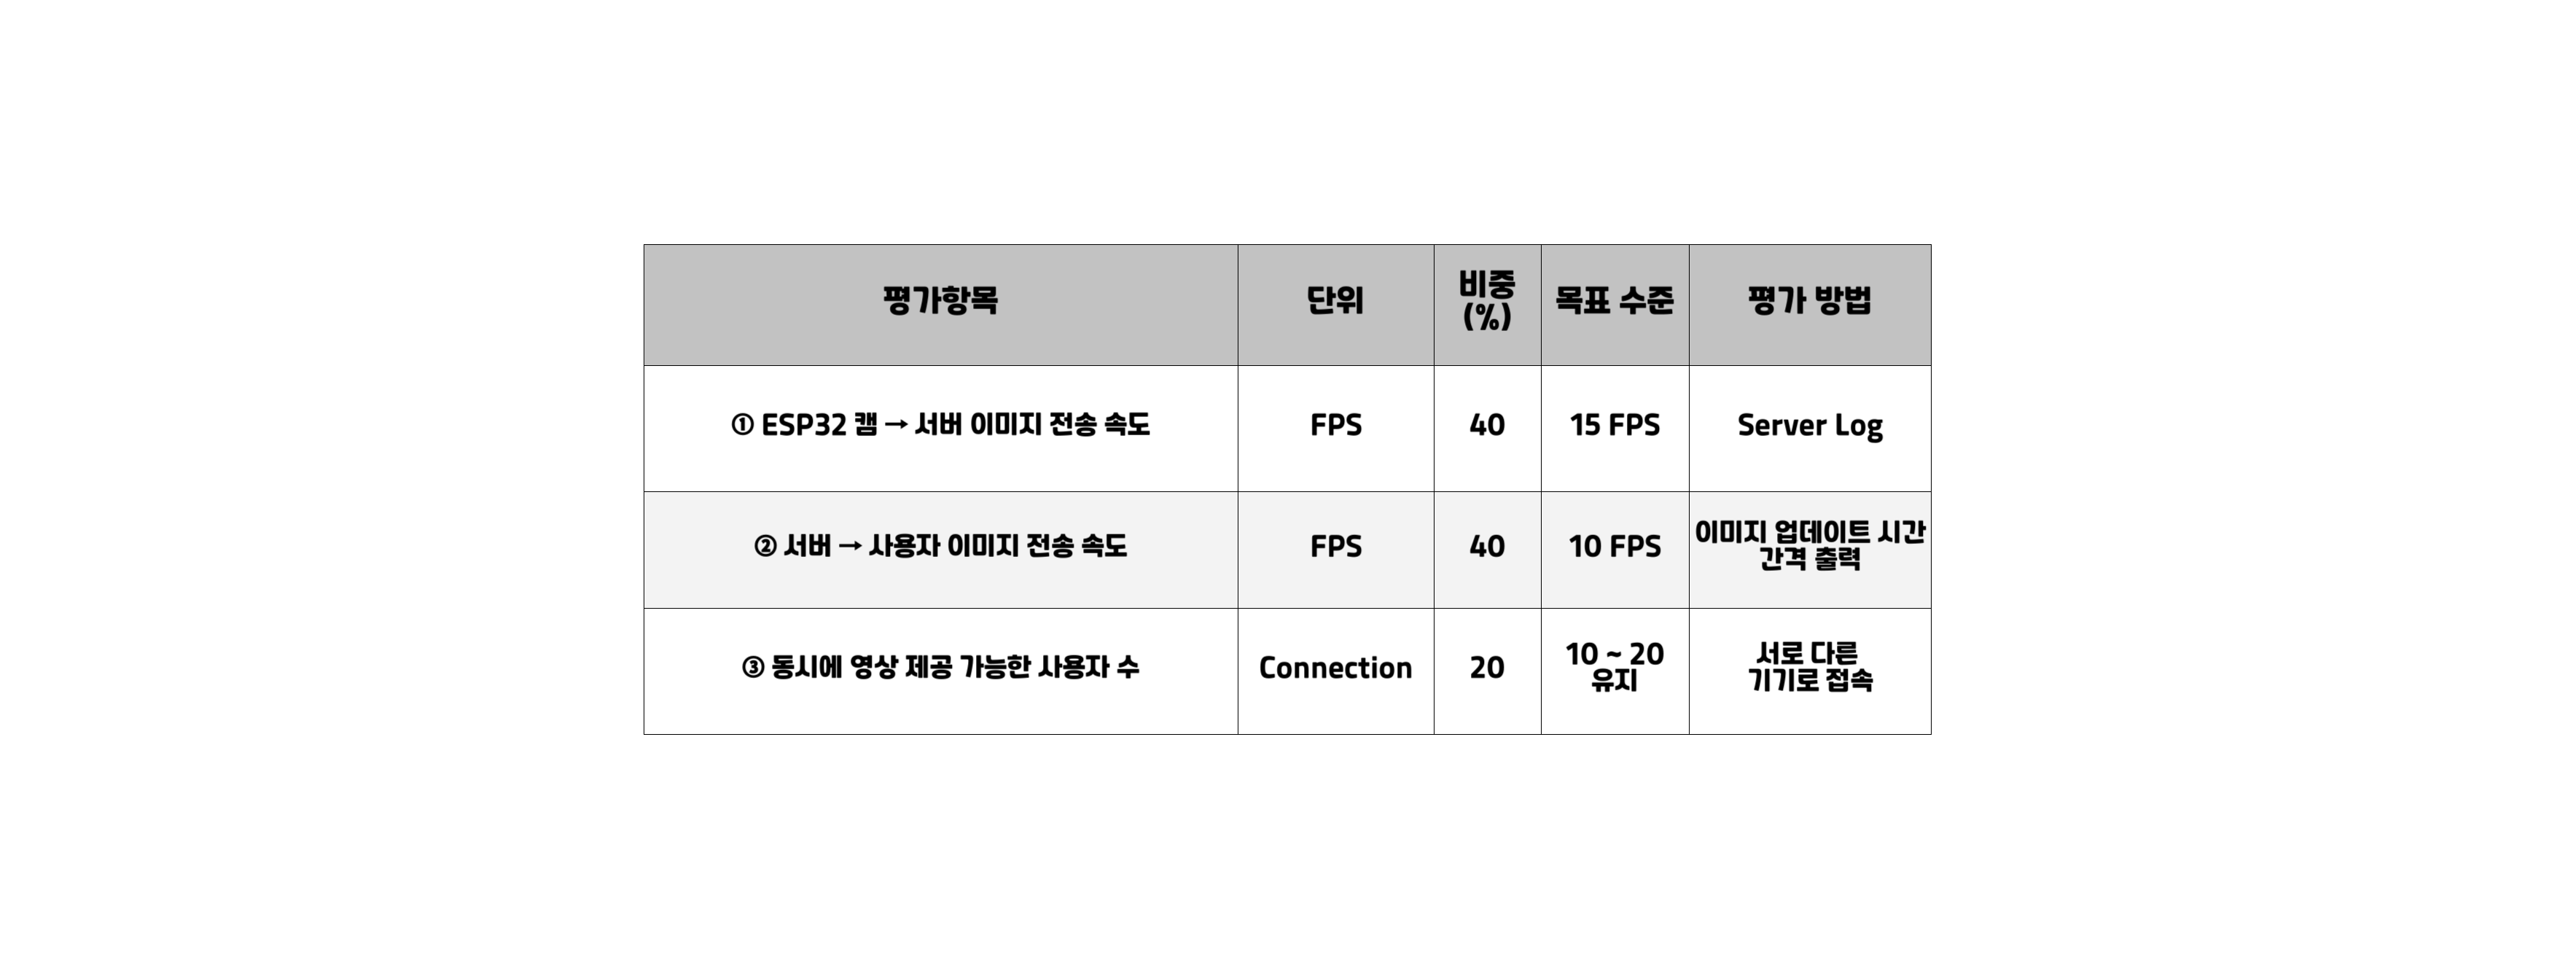 평가항목
단위
비중
(%)
목표 수준
평가 방법
① ESP32 캠 → 서버 이미지 전송 속도
FPS
40
15 FPS
Server Log
② 서버 → 사용자 이미지 전송 속도
FPS
40
10 FPS
이미지 업데이트 시간
간격 출력
③ 동시에 영상 제공 가능한 사용자 수
Connection
20
10 ~ 20
유지
서로 다른
기기로 접속